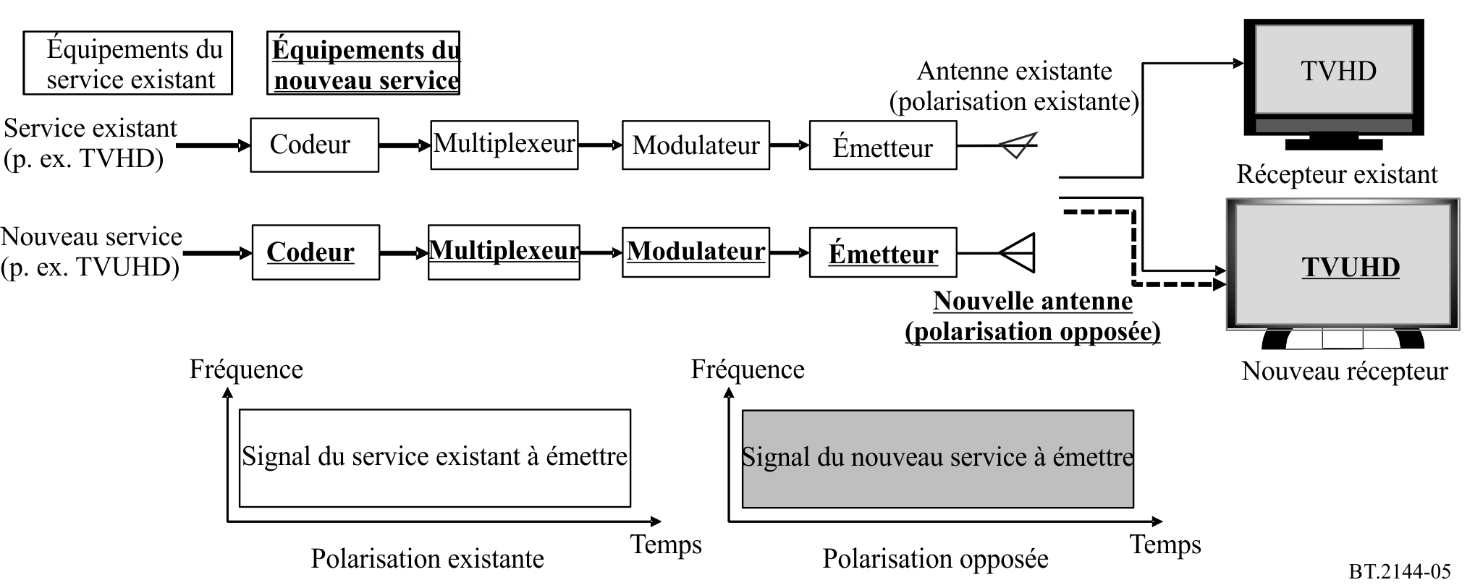 Équipements du
service existant
Équipements du
nouveau service
Antenne existante
(polarisation existante)
TVHD
Récepteur existant
Service existant
(p. ex. TVHD)
Codeur
Multiplexeur
Modulateur
Émetteur
Nouveau service
(p. ex. TVUHD)
Codeur
Multiplexeur
Modulateur
Émetteur
Nouvelle antenne
(polarisation opposée)
TVUHD
Nouveau récepteur
Fréquence
Signal du service existant à émettre
Temps
Polarisation existante
Fréquence
Signal du nouveau service à émettre
Temps
Polarisation opposée
BT.2144-05